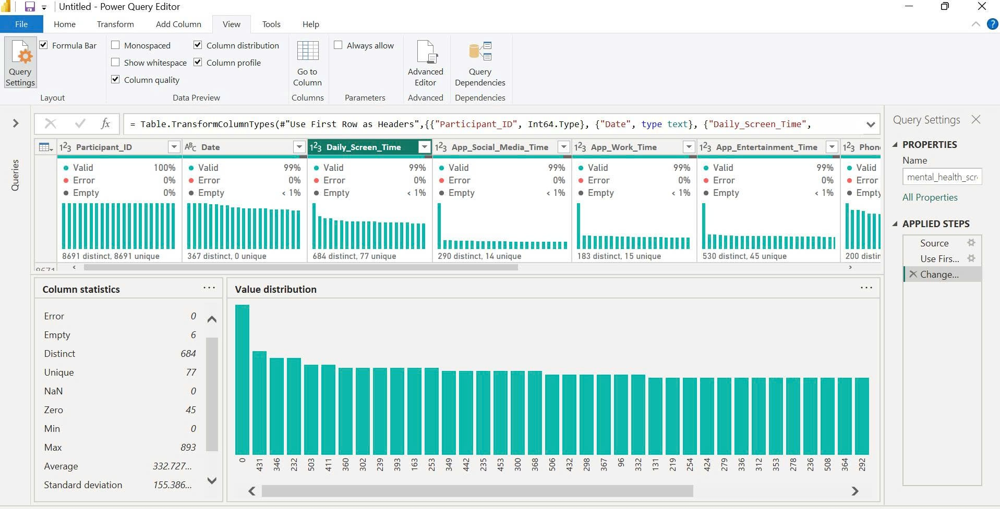 Untitled - Power Query Editor
File Home Transform Add Column View Tools Help
Query Settings
Formula Bar
Layout
Monospaced
Show whitespace
Column quality
Column distribution
Column profile
Data Preview
Go to Column
Columns
Always allow
Parameters
Advanced Editor
Advanced
Query Dependencies
Dependencies
fx
= Table.TransformColumnTypes(#"Use First Row as Headers",{{"Participant_ID", Int64.Type}, {"Date", type text}, {"Daily_Screen_Time",
Queries
123 Participant_ID
Valid 100%
Error 0%
Empty 0%
8691 distinct, 8691 unique
ABC Date
Valid 99%
Error 0%
Empty < 1%
367 distinct, 0 unique
123 Daily_Screen_Time
Valid 99%
Error 0%
Empty < 1%
684 distinct, 77 unique
123 App_Social_Media_Time
Valid 99%
Error 0%
Empty < 1%
290 distinct, 14 unique
123 App_Work_Time
Valid 99%
Error 0%
Empty < 1%
183 distinct, 15 unique
123 App_Entertainment_Time
Valid 99%
Error 0%
Empty < 1%
530 distinct, 45 unique
123 Phon
Valid
Error
Empty
200 distin
8671
Column statistics
Error 0
Empty 6
Distinct 684
Unique 77
NaN 0
Zero 45
Min 0
Max 893
Average 332.727...
Standard deviation 155.386...
Value distribution
0 431 346 232 503 411 360 302 239 393 163 253 349 442 235 453 300 368 506 432 298 367 96 332 131 219 254 424 279 336 312 353 278 236 508 364 292
Query Settings
PROPERTIES
Name
mental_health_scr
All Properties
APPLIED STEPS
Source
Use Firs...
Change...